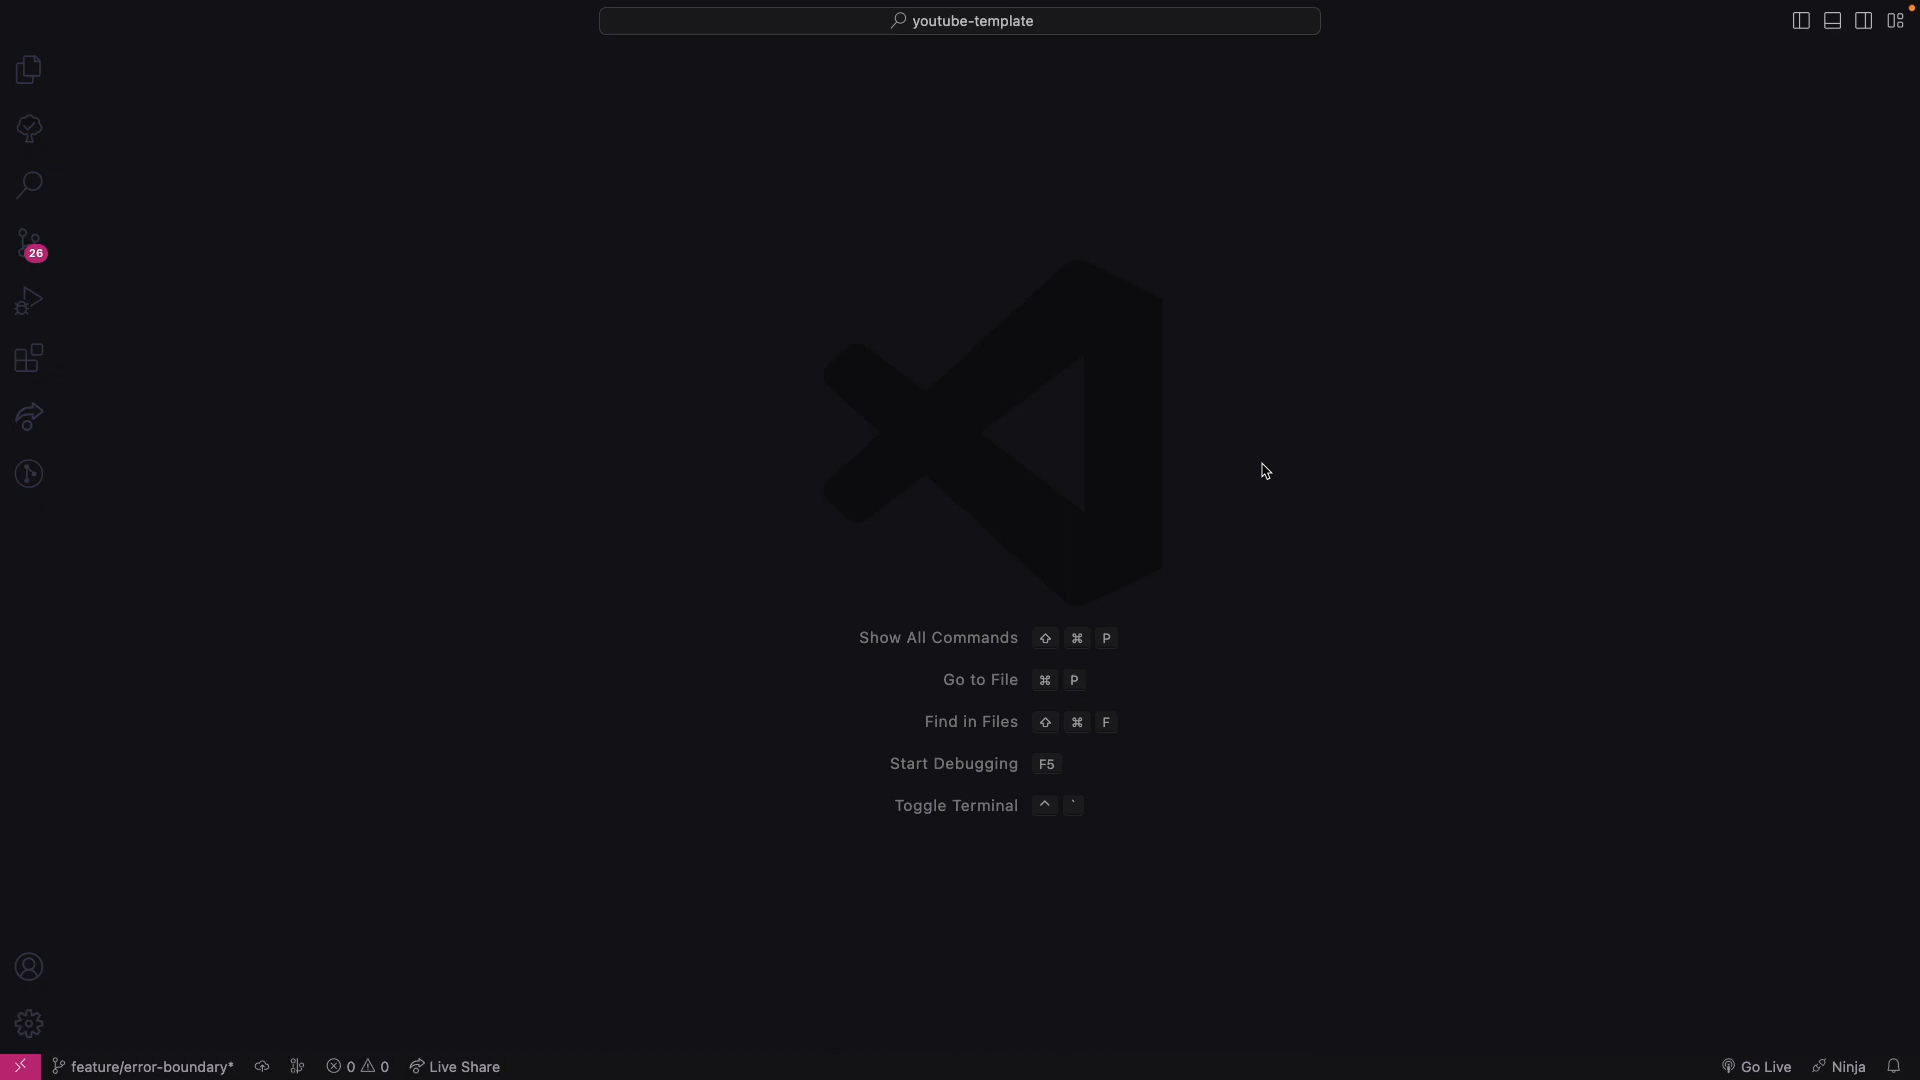 youtube-template
26
Show All Commands ⇧ ⌘ P
Go to File ⌘ P
Find in Files ⇧ ⌘ F
Start Debugging F5
Toggle Terminal ^ `
feature/error-boundary* 0 0 Live Share Go Live Ninja